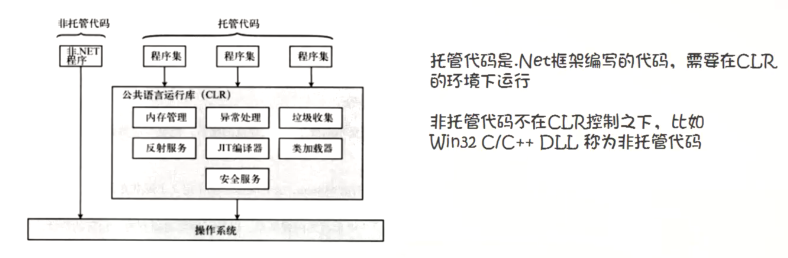 非托管代码
托管代码
非.NET
程序
程序集
程序集
程序集
公共语言运行库（CLR）
内存管理
异常处理
垃圾收集
反射服务
JIT编译器
类加载器
安全服务
操作系统
托管代码是.Net框架编写的代码，需要在CLR
的环境下运行
非托管代码不在CLR控制之下，比如
Win32 C/C++ DLL 称为非托管代码